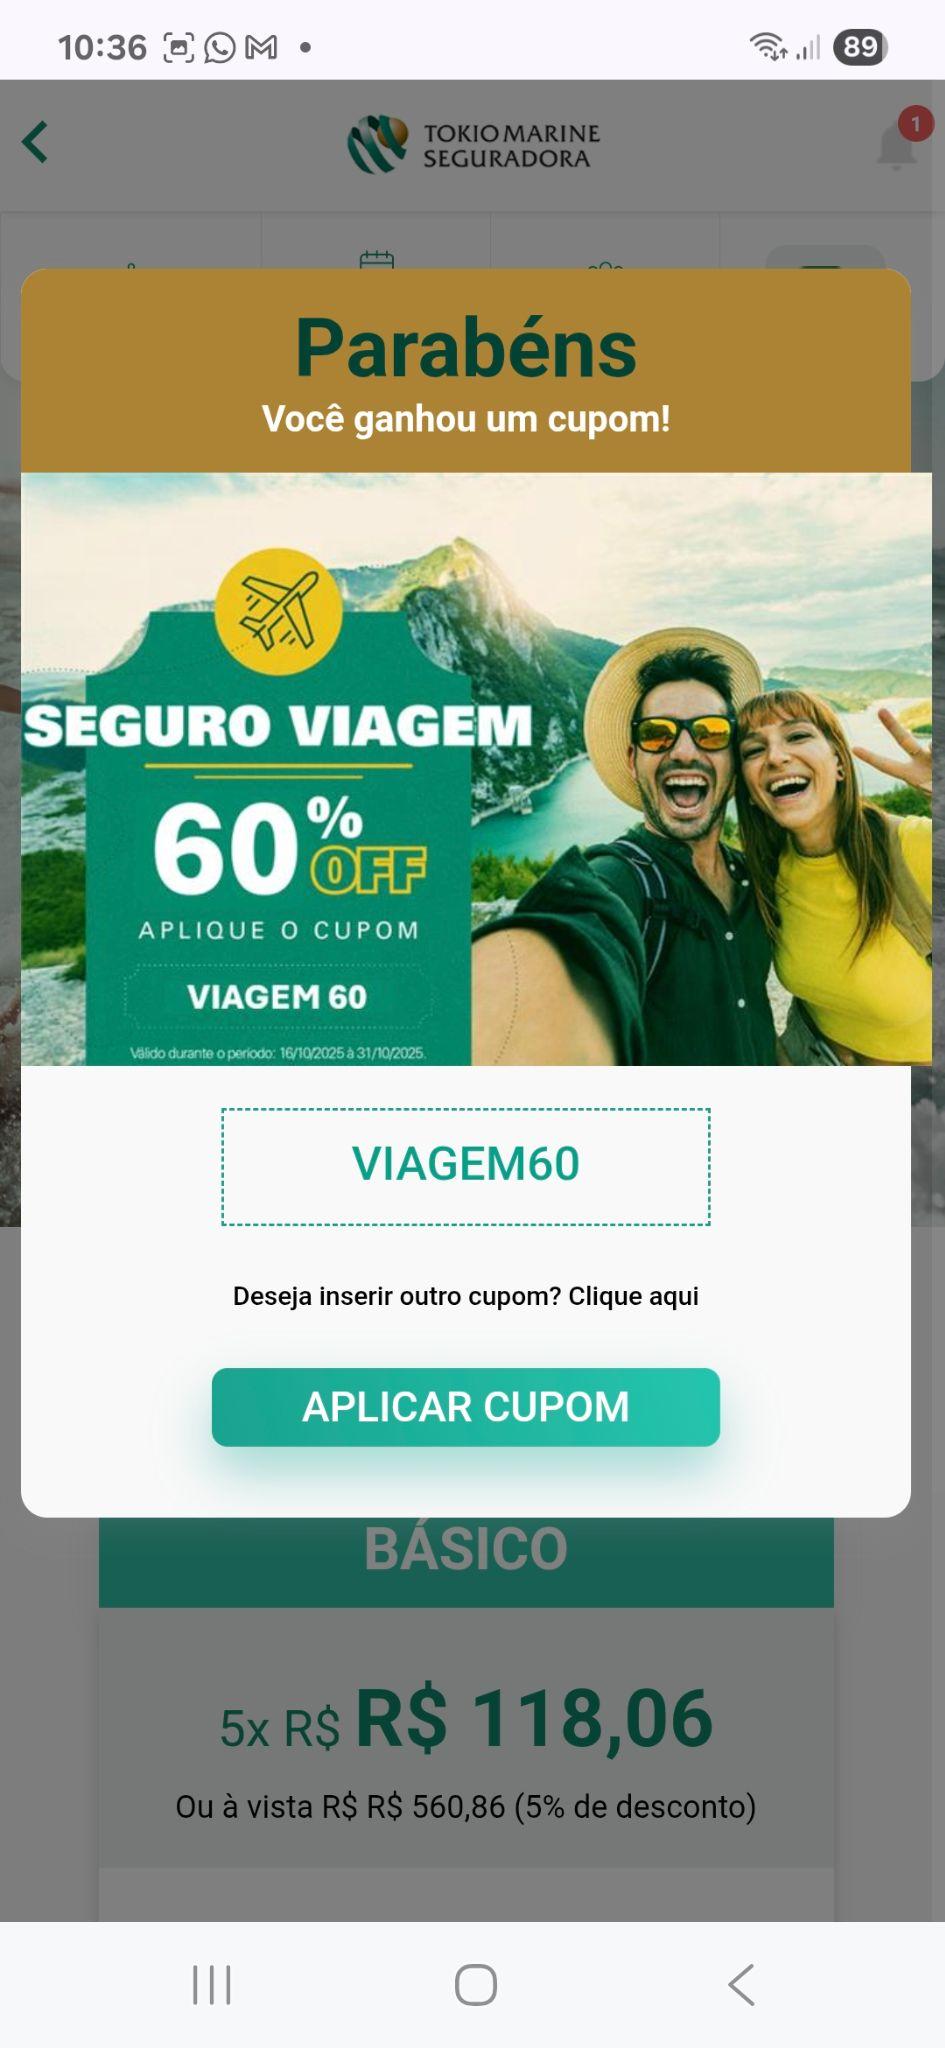 10:36
89
TOKIO MARINE
SEGURADORA
1
Parabéns
Você ganhou um cupom!
SEGURO VIAGEM
60% OFF
APLIQUE O CUPOM
VIAGEM 60
Válido durante o período: 16/10/2025 à 31/10/2025.
VIAGEM60
Deseja inserir outro cupom? Clique aqui
APLICAR CUPOM
BÁSICO
5x R$ R$ 118,06
Ou à vista R$ R$ 560,86 (5% de desconto)